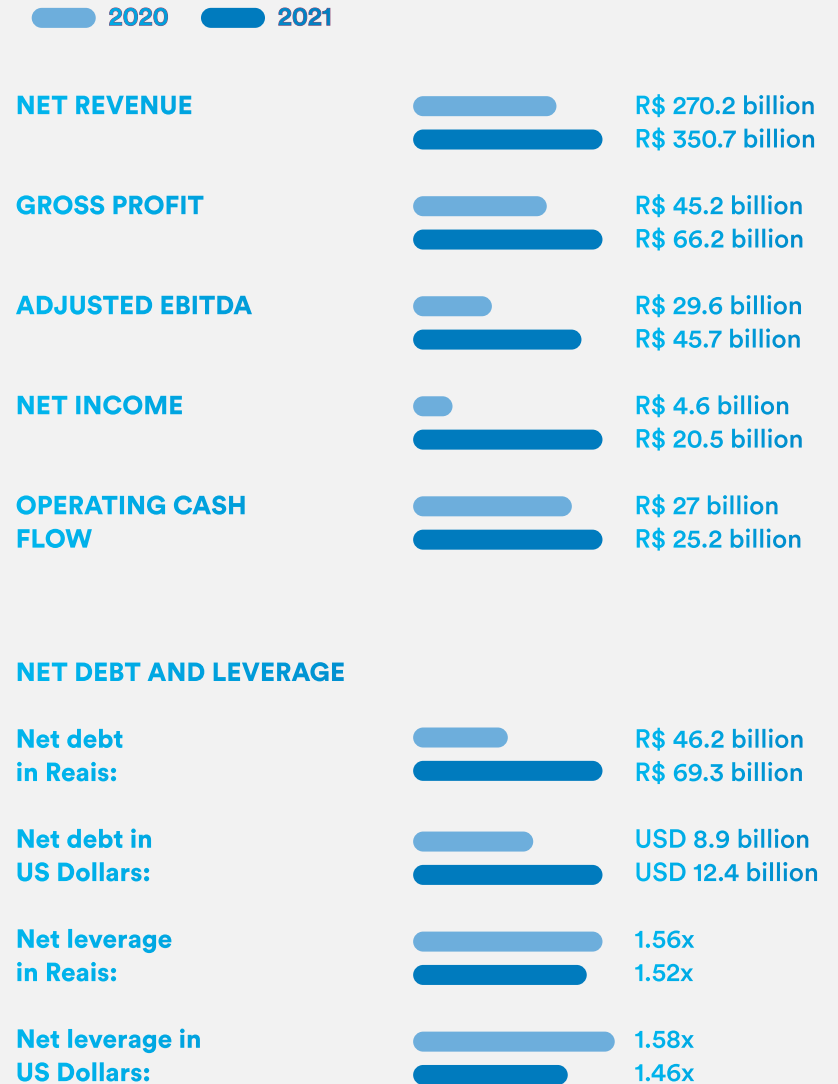 2020 2021
NET REVENUE R$ 270.2 billion
R$ 350.7 billion
GROSS PROFIT R$ 45.2 billion
R$ 66.2 billion
ADJUSTED EBITDA R$ 29.6 billion
R$ 45.7 billion
NET INCOME R$ 4.6 billion
R$ 20.5 billion
OPERATING CASH R$ 27 billion
FLOW R$ 25.2 billion
NET DEBT AND LEVERAGE
Net debt R$ 46.2 billion
in Reais: R$ 69.3 billion
Net debt in USD 8.9 billion
US Dollars: USD 12.4 billion
Net leverage 1.56x
in Reais: 1.52x
Net leverage in 1.58x
US Dollars: 1.46x